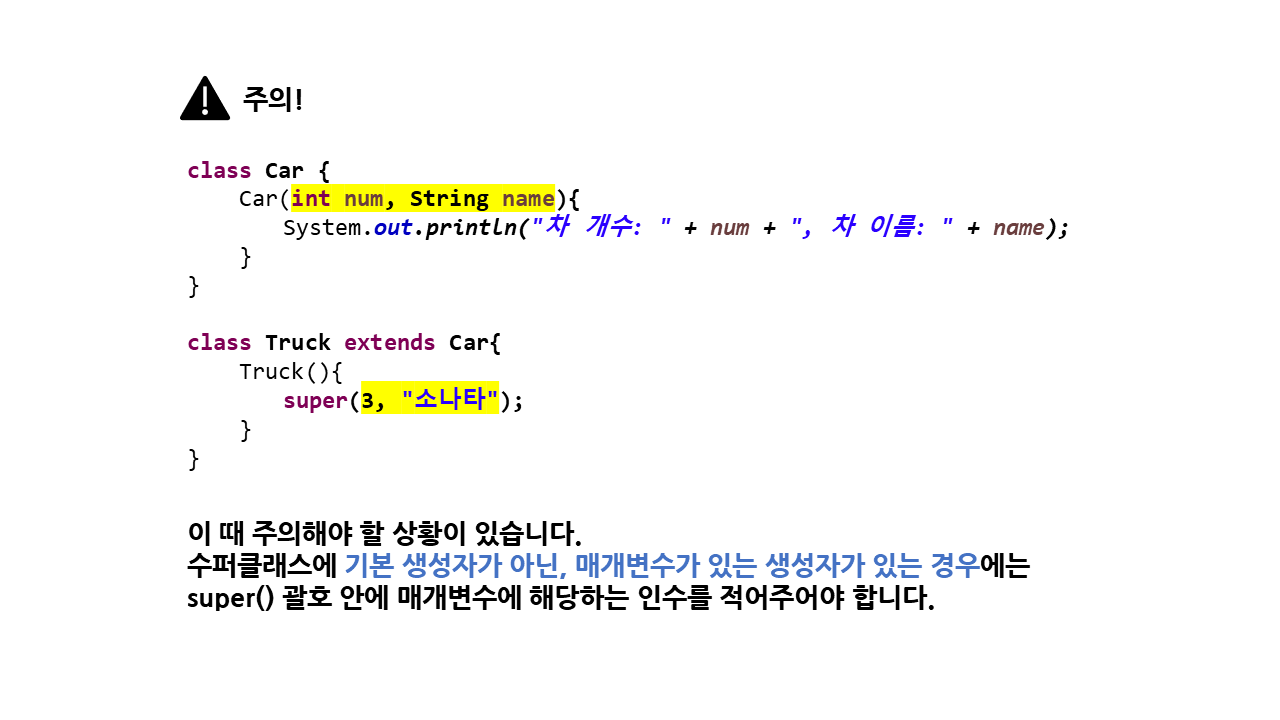 주의!
class Car {
Car(int num, String name){
System.out.println("차 개수: " + num + ", 차 이름: " + name);
}
}
class Truck extends Car{
Truck(){
super(3, "소나타");
}
}
이 때 주의해야 할 상황이 있습니다.
수퍼클래스에 기본 생성자가 아닌, 매개변수가 있는 생성자가 있는 경우에는
super() 괄호 안에 매개변수에 해당하는 인수를 적어주어야 합니다.